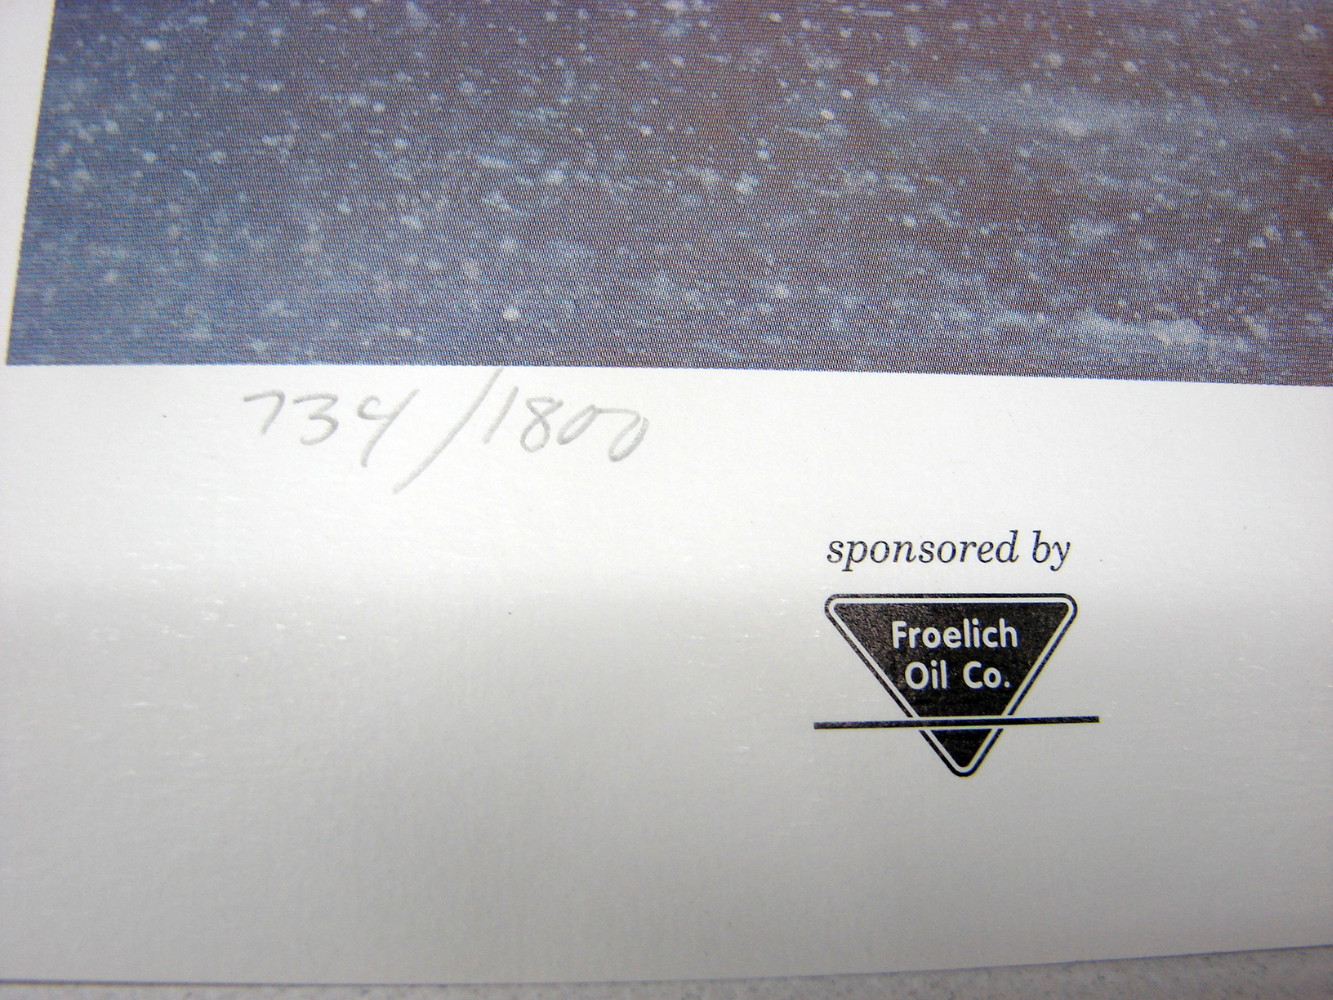 734/1800
sponsored by
Froelich
Oil Co.